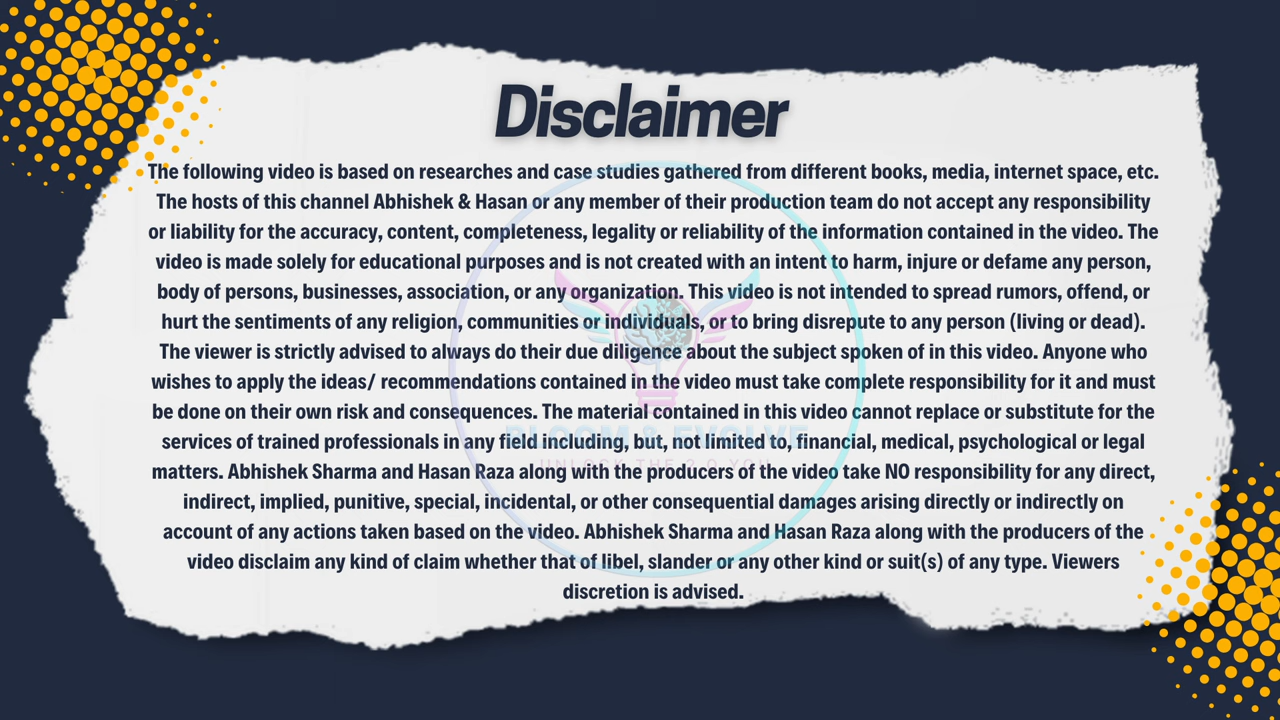 Disclaimer
The following video is based on researches and case studies gathered from different books, media, internet space, etc.
The hosts of this channel Abhishek & Hasan or any member of their production team do not accept any responsibility
or liability for the accuracy, content, completeness, legality or reliability of the information contained in the video. The
video is made solely for educational purposes and is not created with an intent to harm, injure or defame any person,
body of persons, businesses, association, or any organization. This video is not intended to spread rumors, offend, or
hurt the sentiments of any religion, communities or individuals, or to bring disrepute to any person (living or dead).
The viewer is strictly advised to always do their due diligence about the subject spoken of in this video. Anyone who
wishes to apply the ideas/ recommendations contained in the video must take complete responsibility for it and must
be done on their own risk and consequences. The material contained in this video cannot replace or substitute for the
services of trained professionals in any field including, but, not limited to, financial, medical, psychological or legal
matters. Abhishek Sharma and Hasan Raza along with the producers of the video take NO responsibility for any direct,
indirect, implied, punitive, special, incidental, or other consequential damages arising directly or indirectly on
account of any actions taken based on the video. Abhishek Sharma and Hasan Raza along with the producers of the
video disclaim any kind of claim whether that of libel, slander or any other kind or suit(s) of any type. Viewers
discretion is advised.
BLOOM & EVOLVE
UNLOCK THE 2.0 YOU